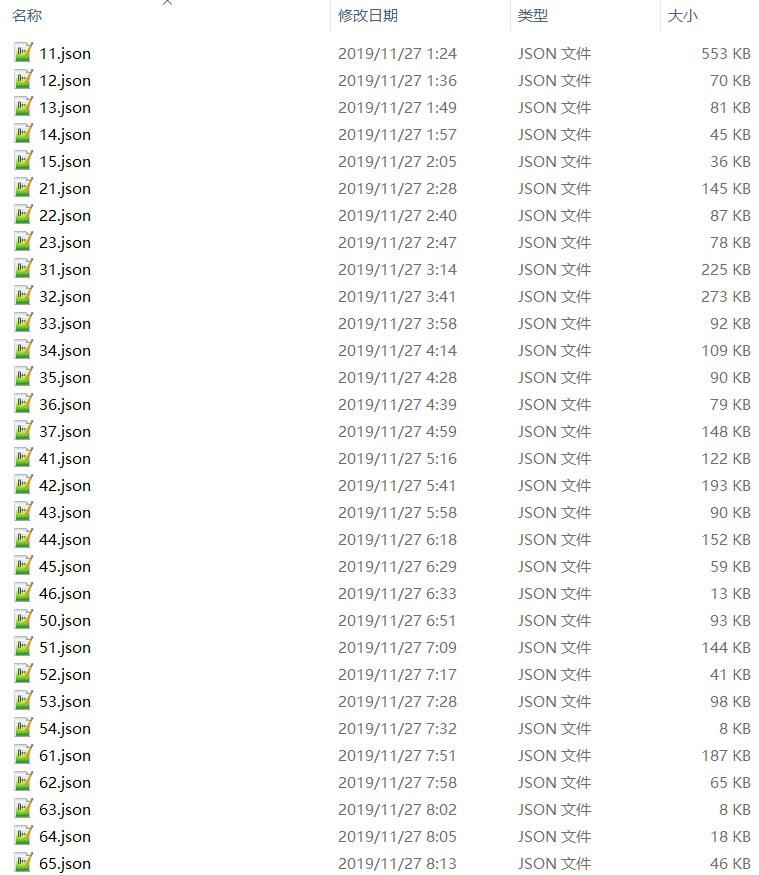 名称 修改日期 类型 大小
11.json 2019/11/27 1:24 JSON 文件 553 KB
12.json 2019/11/27 1:36 JSON 文件 70 KB
13.json 2019/11/27 1:49 JSON 文件 81 KB
14.json 2019/11/27 1:57 JSON 文件 45 KB
15.json 2019/11/27 2:05 JSON 文件 36 KB
21.json 2019/11/27 2:28 JSON 文件 145 KB
22.json 2019/11/27 2:40 JSON 文件 87 KB
23.json 2019/11/27 2:47 JSON 文件 78 KB
31.json 2019/11/27 3:14 JSON 文件 225 KB
32.json 2019/11/27 3:41 JSON 文件 273 KB
33.json 2019/11/27 3:58 JSON 文件 92 KB
34.json 2019/11/27 4:14 JSON 文件 109 KB
35.json 2019/11/27 4:28 JSON 文件 90 KB
36.json 2019/11/27 4:39 JSON 文件 79 KB
37.json 2019/11/27 4:59 JSON 文件 148 KB
41.json 2019/11/27 5:16 JSON 文件 122 KB
42.json 2019/11/27 5:41 JSON 文件 193 KB
43.json 2019/11/27 5:58 JSON 文件 90 KB
44.json 2019/11/27 6:18 JSON 文件 152 KB
45.json 2019/11/27 6:29 JSON 文件 59 KB
46.json 2019/11/27 6:33 JSON 文件 13 KB
50.json 2019/11/27 6:51 JSON 文件 93 KB
51.json 2019/11/27 7:09 JSON 文件 144 KB
52.json 2019/11/27 7:17 JSON 文件 41 KB
53.json 2019/11/27 7:28 JSON 文件 98 KB
54.json 2019/11/27 7:32 JSON 文件 8 KB
61.json 2019/11/27 7:51 JSON 文件 187 KB
62.json 2019/11/27 7:58 JSON 文件 65 KB
63.json 2019/11/27 8:02 JSON 文件 8 KB
64.json 2019/11/27 8:05 JSON 文件 18 KB
65.json 2019/11/27 8:13 JSON 文件 46 KB